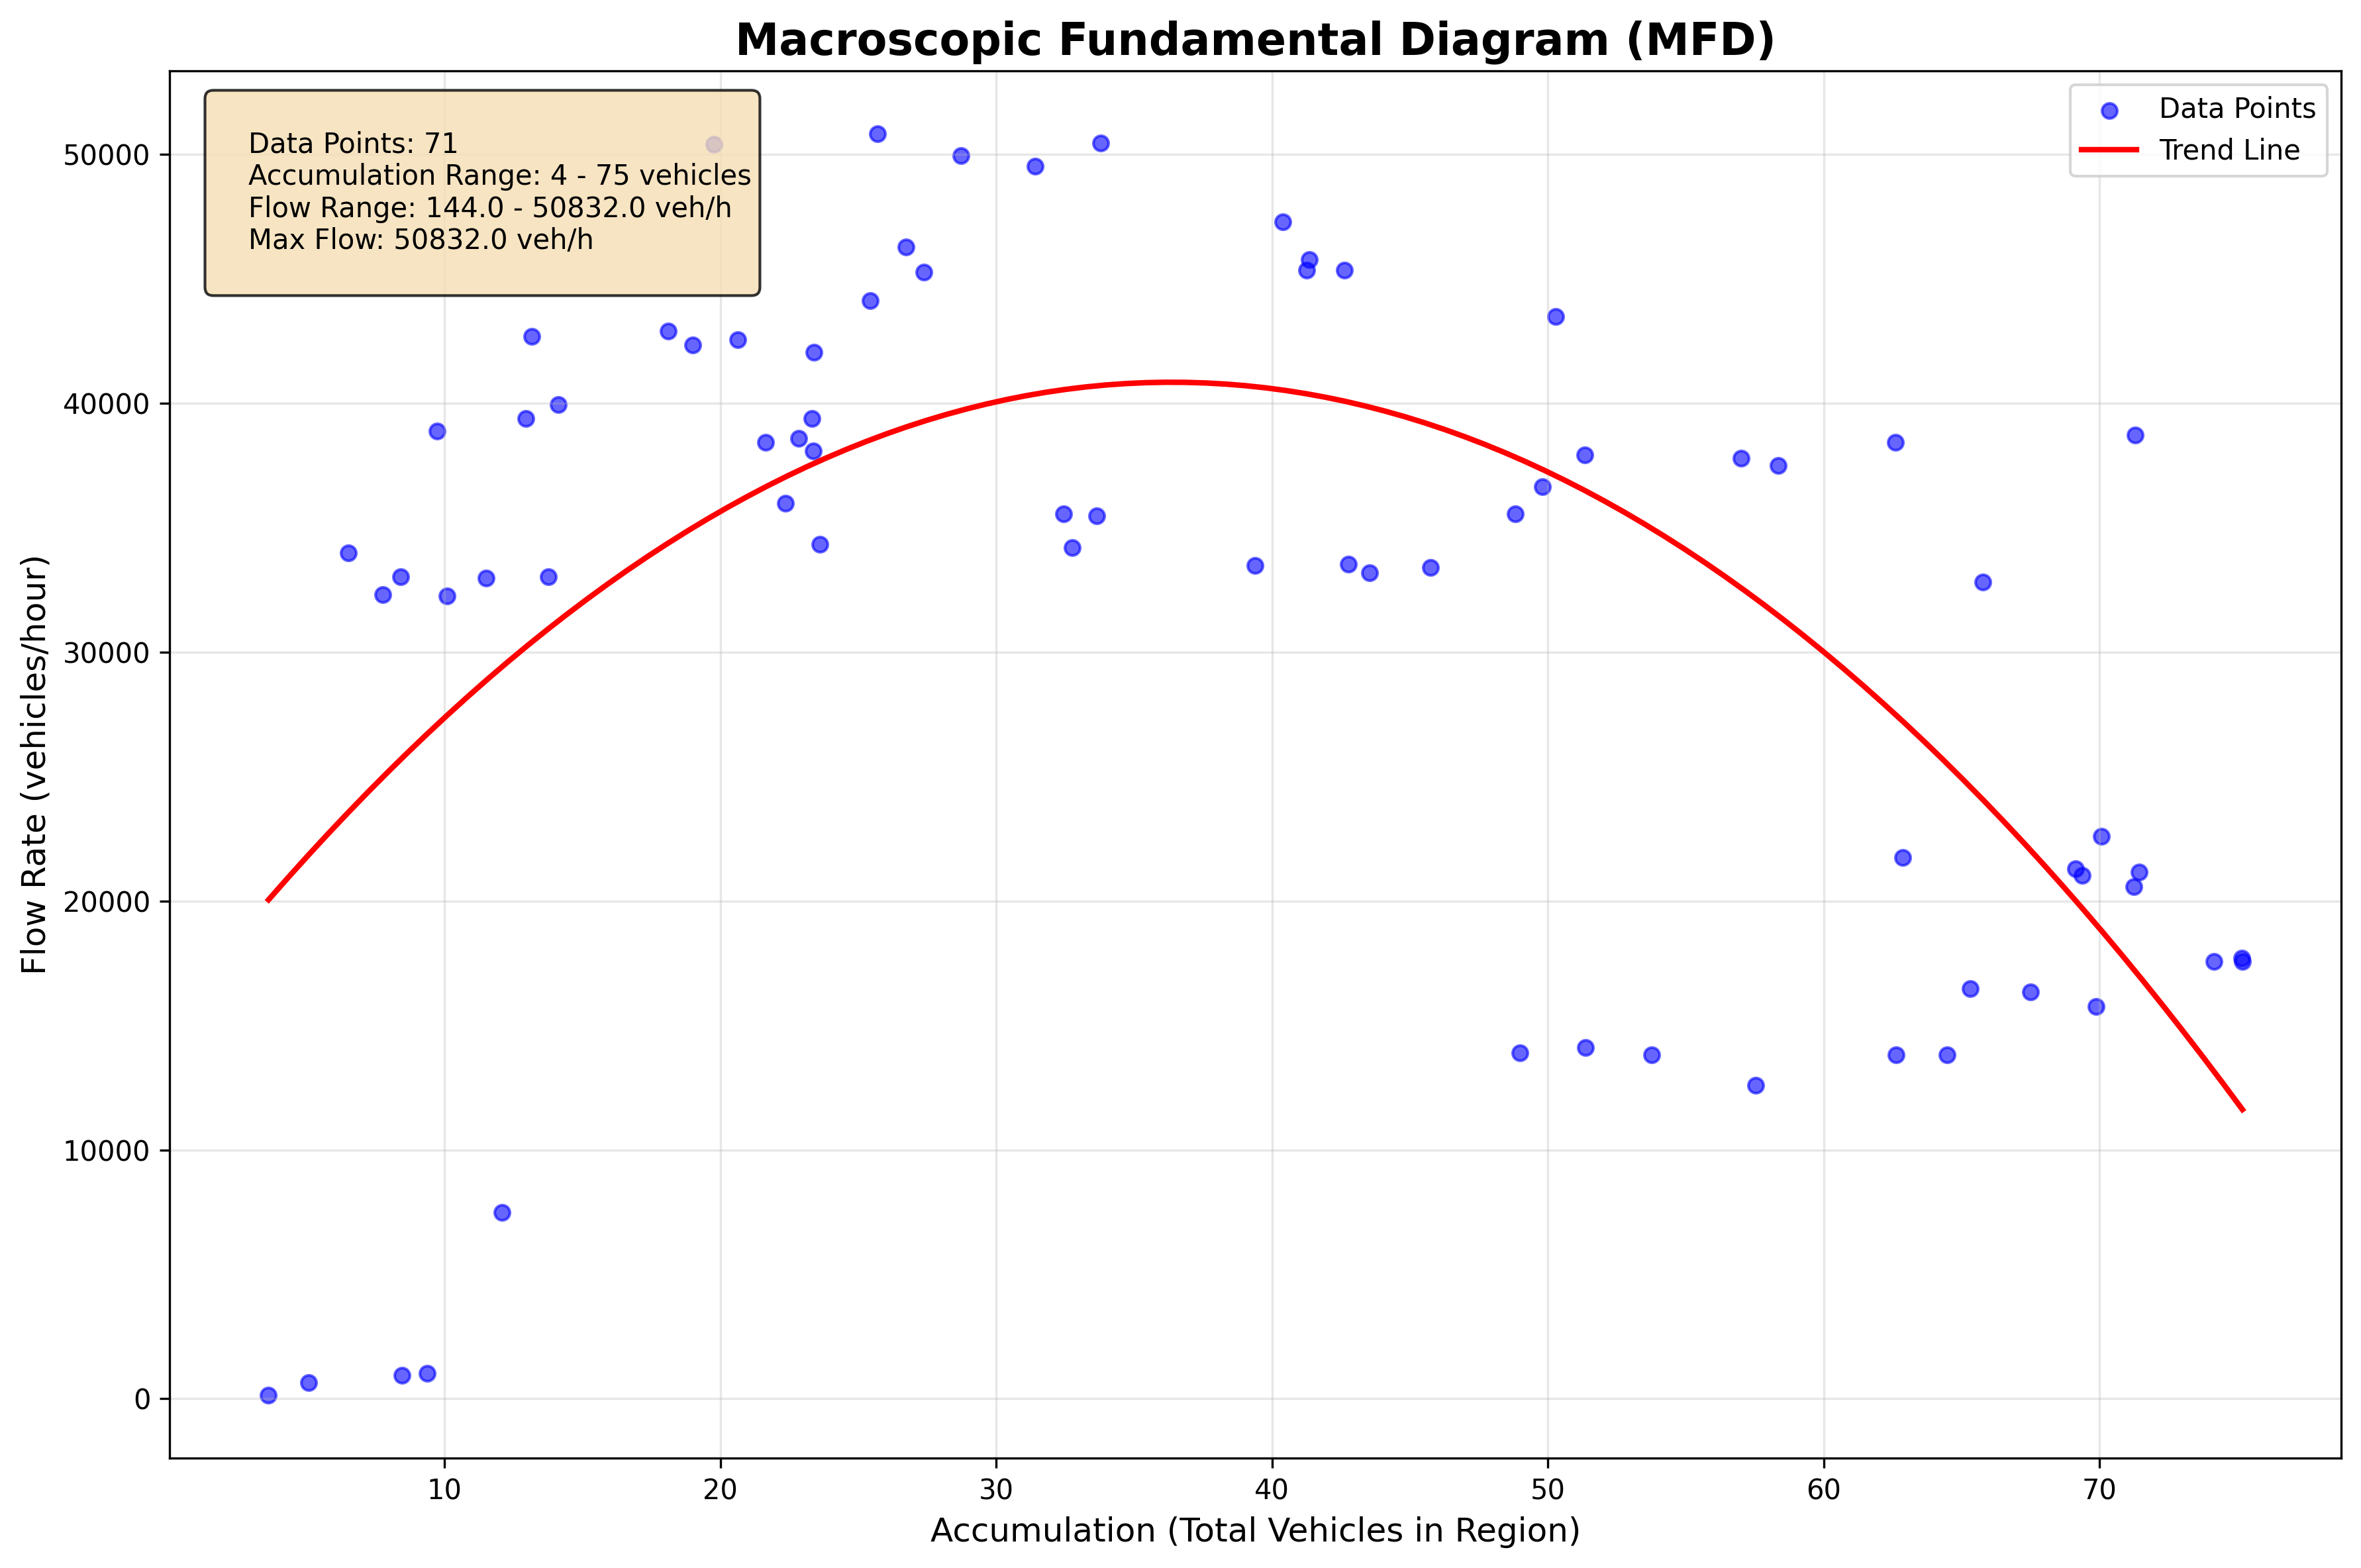 Macroscopic Fundamental Diagram (MFD)
Data Points: 71
Accumulation Range: 4 - 75 vehicles
Flow Range: 144.0 - 50832.0 veh/h
Max Flow: 50832.0 veh/h
Data Points
Trend Line
Flow Rate (vehicles/hour)
50000
40000
30000
20000
10000
0
10 20 30 40 50 60 70
Accumulation (Total Vehicles in Region)